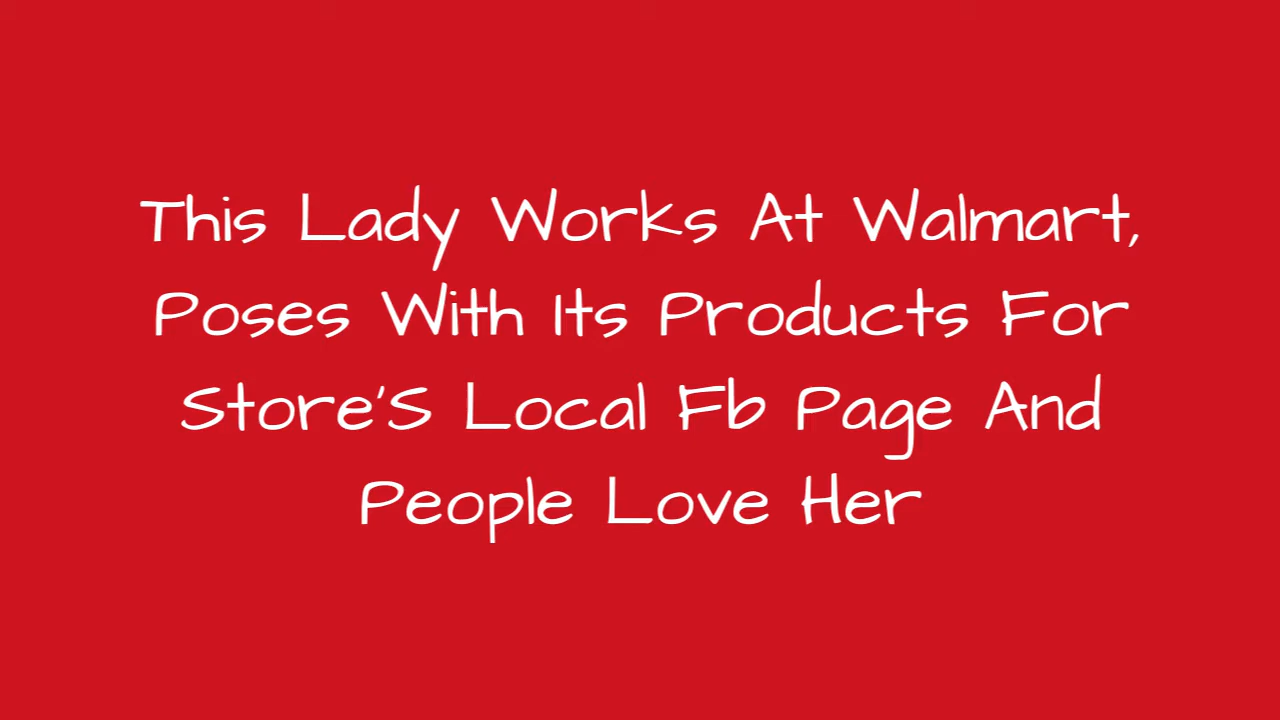 This Lady Works At Walmart,
Poses With Its Products For
Store'S Local Fb Page And
People Love Her